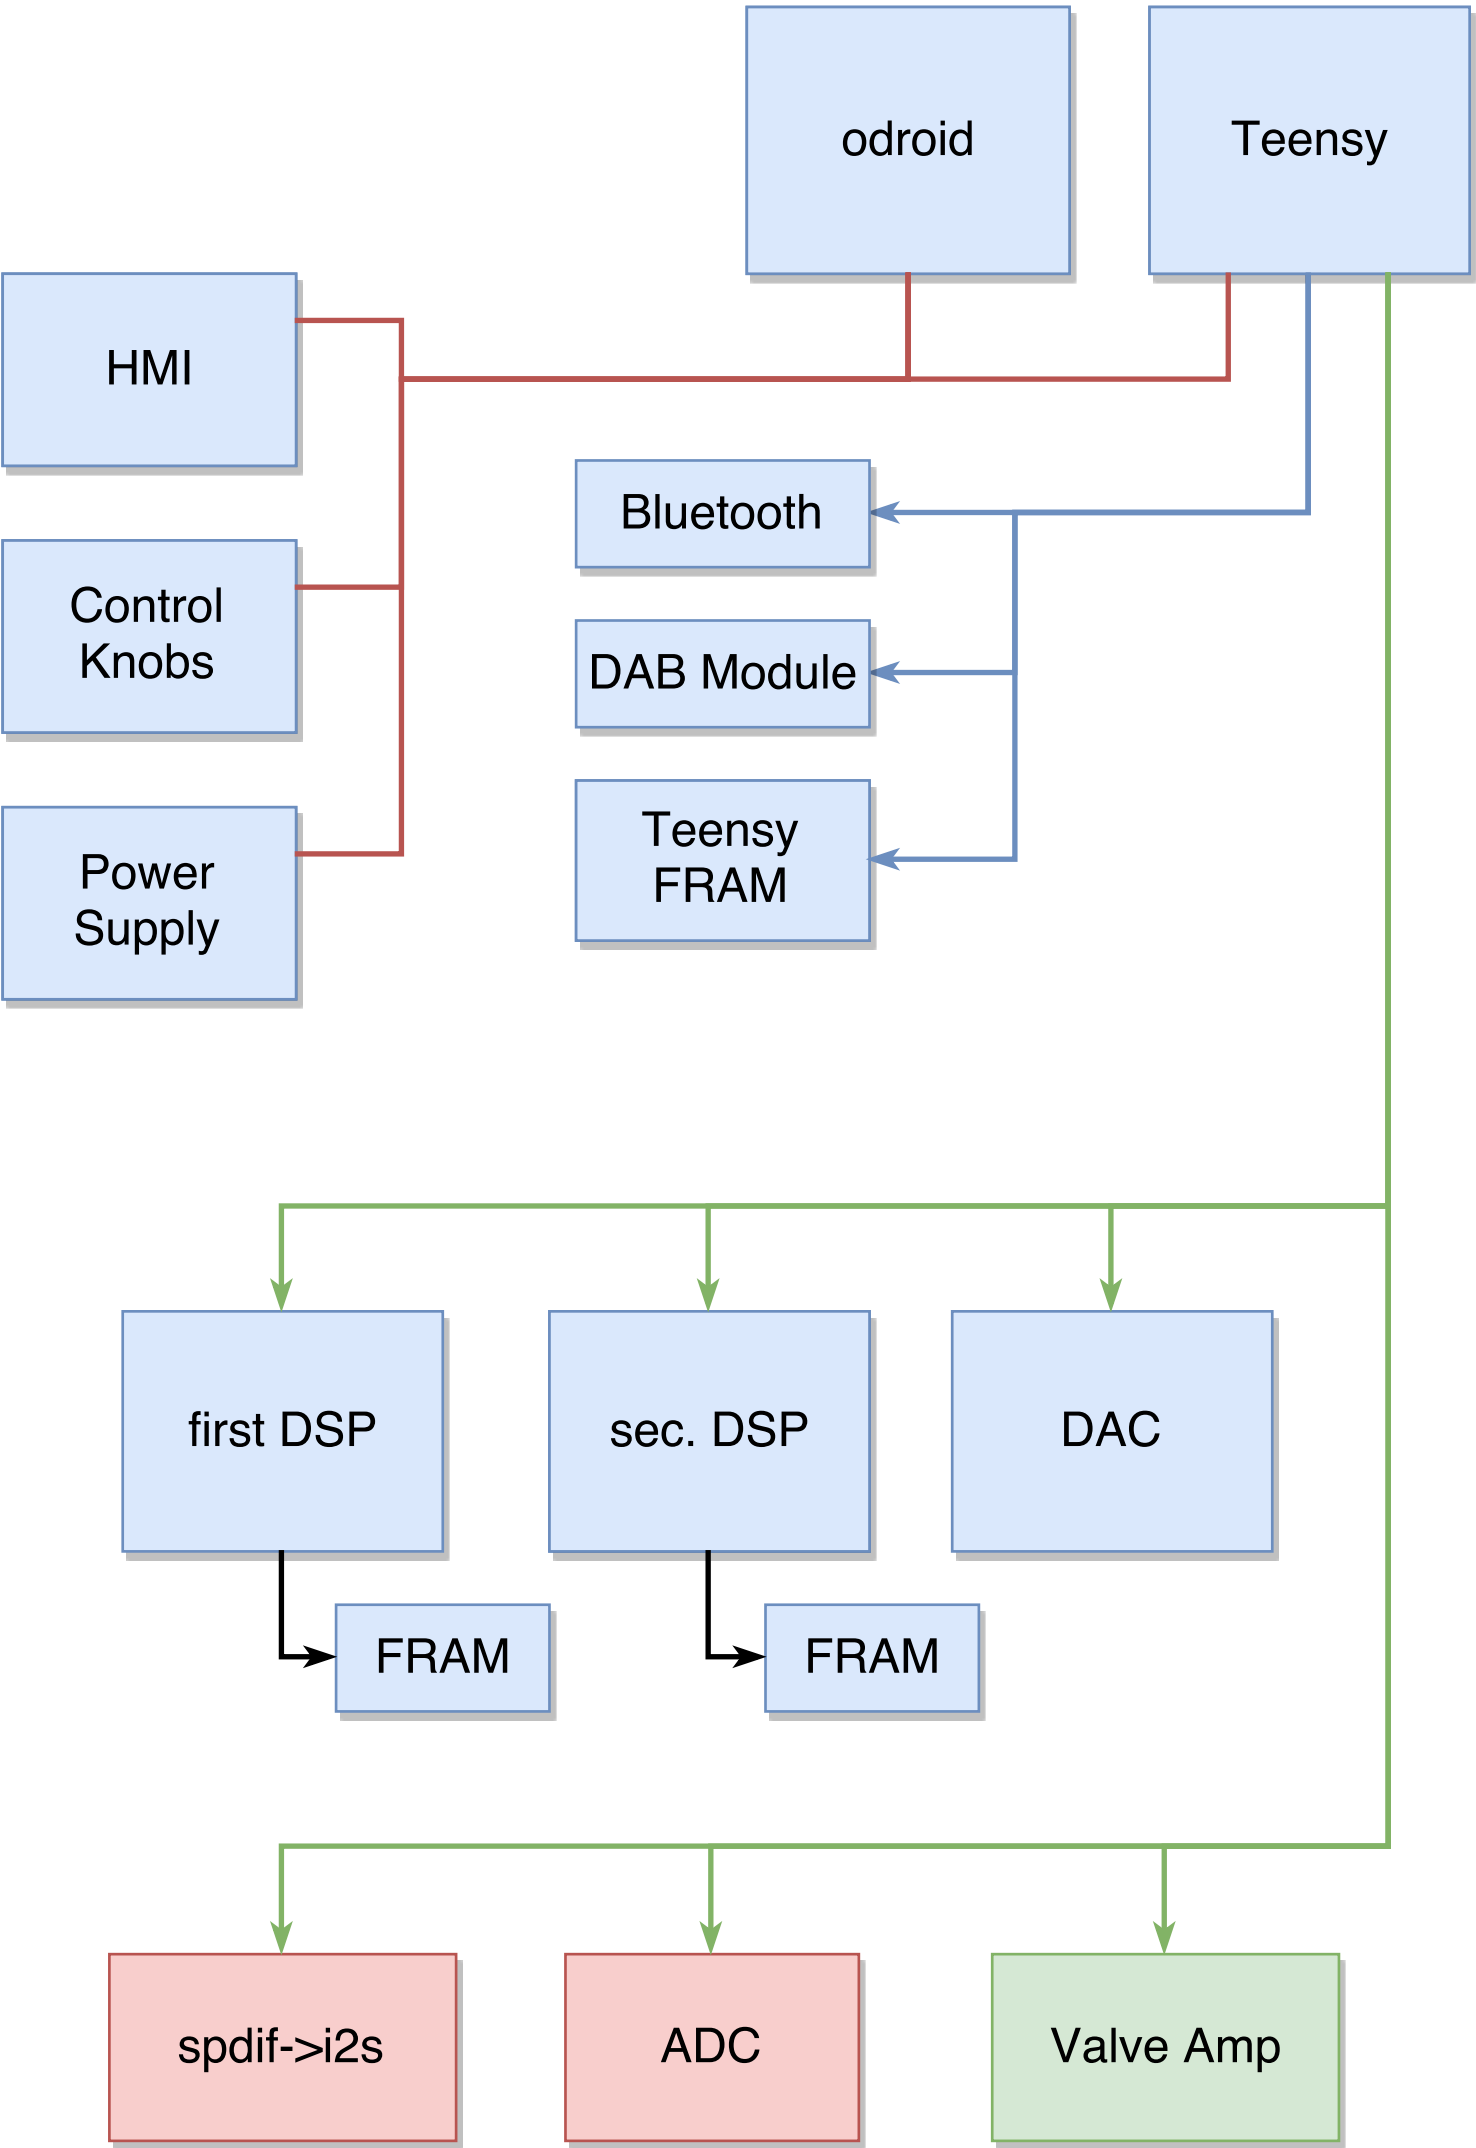 odroid
Teensy
HMI
Bluetooth
Control
Knobs
DAB Module
Teensy
FRAM
Power
Supply
first DSP
sec. DSP
DAC
FRAM
FRAM
spdif->i2s
ADC
Valve Amp